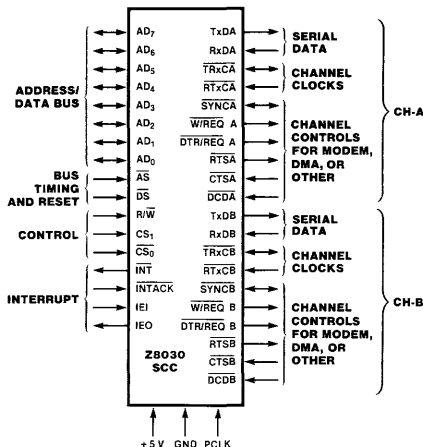 ADDRESS/
DATA BUS
BUS
TIMING
AND RESET
CONTROL
INTERRUPT
AD7
AD6
AD5
AD4
AD3
AD2
AD1
AD0
AS
DS
R/W
CS1
CS0
INT
INTACK
IEI
IEO
Z8030
SCC
TxDA
RxDA
TRxCA
RTxCA
SYNCA
W/REQ A
DTR/REQ A
RTSA
CTSA
DCDA
TxDB
RxDB
TRxCB
RTxCB
SYNCB
W/REQ B
DTR/REQ B
RTSB
CTSB
DCDB
SERIAL
DATA
CHANNEL
CLOCKS
CHANNEL
CONTROLS
FOR MODEM,
DMA, OR
OTHER
CH-A
SERIAL
DATA
CHANNEL
CLOCKS
CHANNEL
CONTROLS
FOR MODEM,
DMA, OR
OTHER
CH-B
+5 V GND PCLK